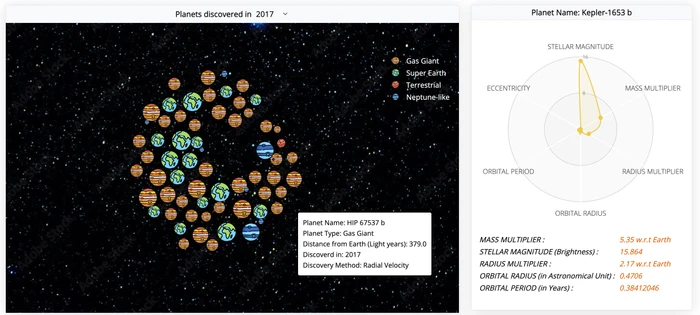 Planets discovered in 2017
Gas Giant
Super Earth
Terrestrial
Neptune-like
Planet Name: HIP 67537 b
Planet Type: Gas Giant
Distance from Earth (Light years): 379.0
Discoverd in: 2017
Discovery Method: Radial Velocity
Planet Name: Kepler-1653 b
STELLAR MAGNITUDE
ECCENTRICITY
MASS MULTIPLIER
ORBITAL PERIOD
RADIUS MULTIPLIER
ORBITAL RADIUS
MASS MULTIPLIER : 5.35 w.r.t Earth
STELLAR MAGNITUDE (Brightness) : 15.864
RADIUS MULTIPLIER : 2.17 w.r.t Earth
ORBITAL RADIUS (in Astronomical Unit) : 0.4706
ORBITAL PERIOD (in Years) : 0.38412046